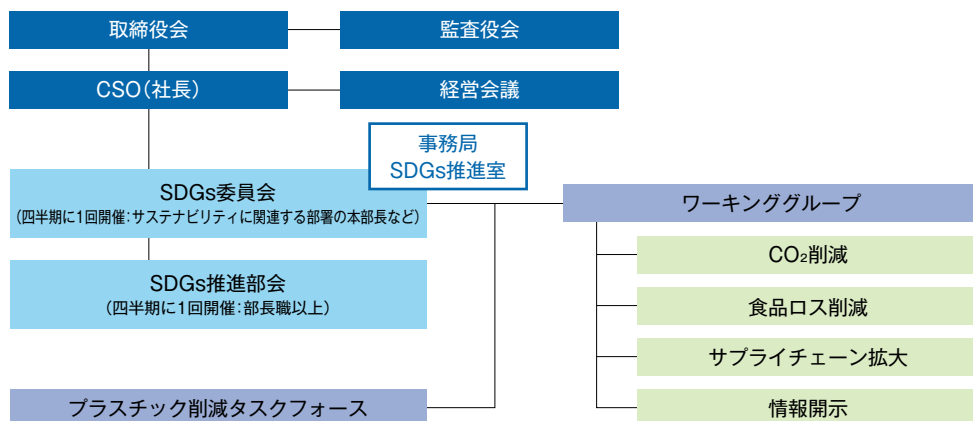 取締役会
監査役会
CSO(社長)
経営会議
事務局
SDGs推進室
SDGs委員会
(四半期に1回開催:サステナビリティに関連する部署の本部長など)
ワーキンググループ
CO₂削減
SDGs推進部会
(四半期に1回開催:部長職以上)
食品ロス削減
サプライチェーン拡大
プラスチック削減タスクフォース
情報開示